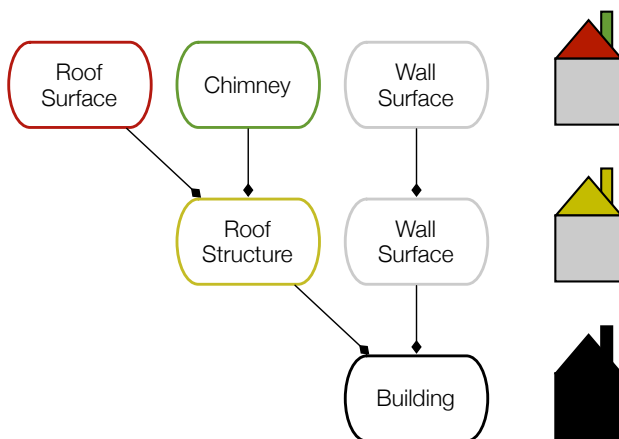 Roof
Surface
Chimney
Wall
Surface
Roof
Structure
Wall
Surface
Building